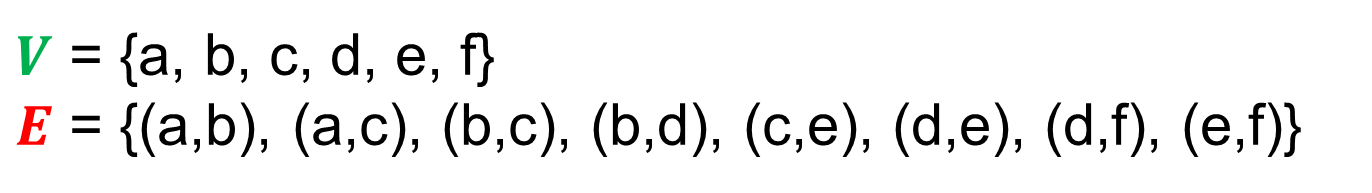 V = {a, b, c, d, e, f}
E = {(a,b), (a,c), (b,c), (b,d), (c,e), (d,e), (d,f), (e,f)}